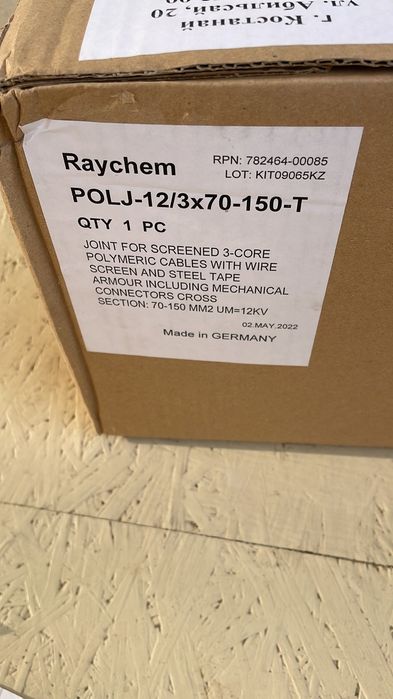 г. Костанай
ул. Абильсай, 20
Raychem
RPN: 782464-00085
LOT: KIT09065KZ
POLJ-12/3x70-150-T
QTY 1 PC
JOINT FOR SCREENED 3-CORE
POLYMERIC CABLES WITH WIRE
SCREEN AND STEEL TAPE
ARMOUR INCLUDING MECHANICAL
CONNECTORS CROSS
SECTION: 70-150 MM2 UM=12KV
02.MAY.2022
Made in GERMANY